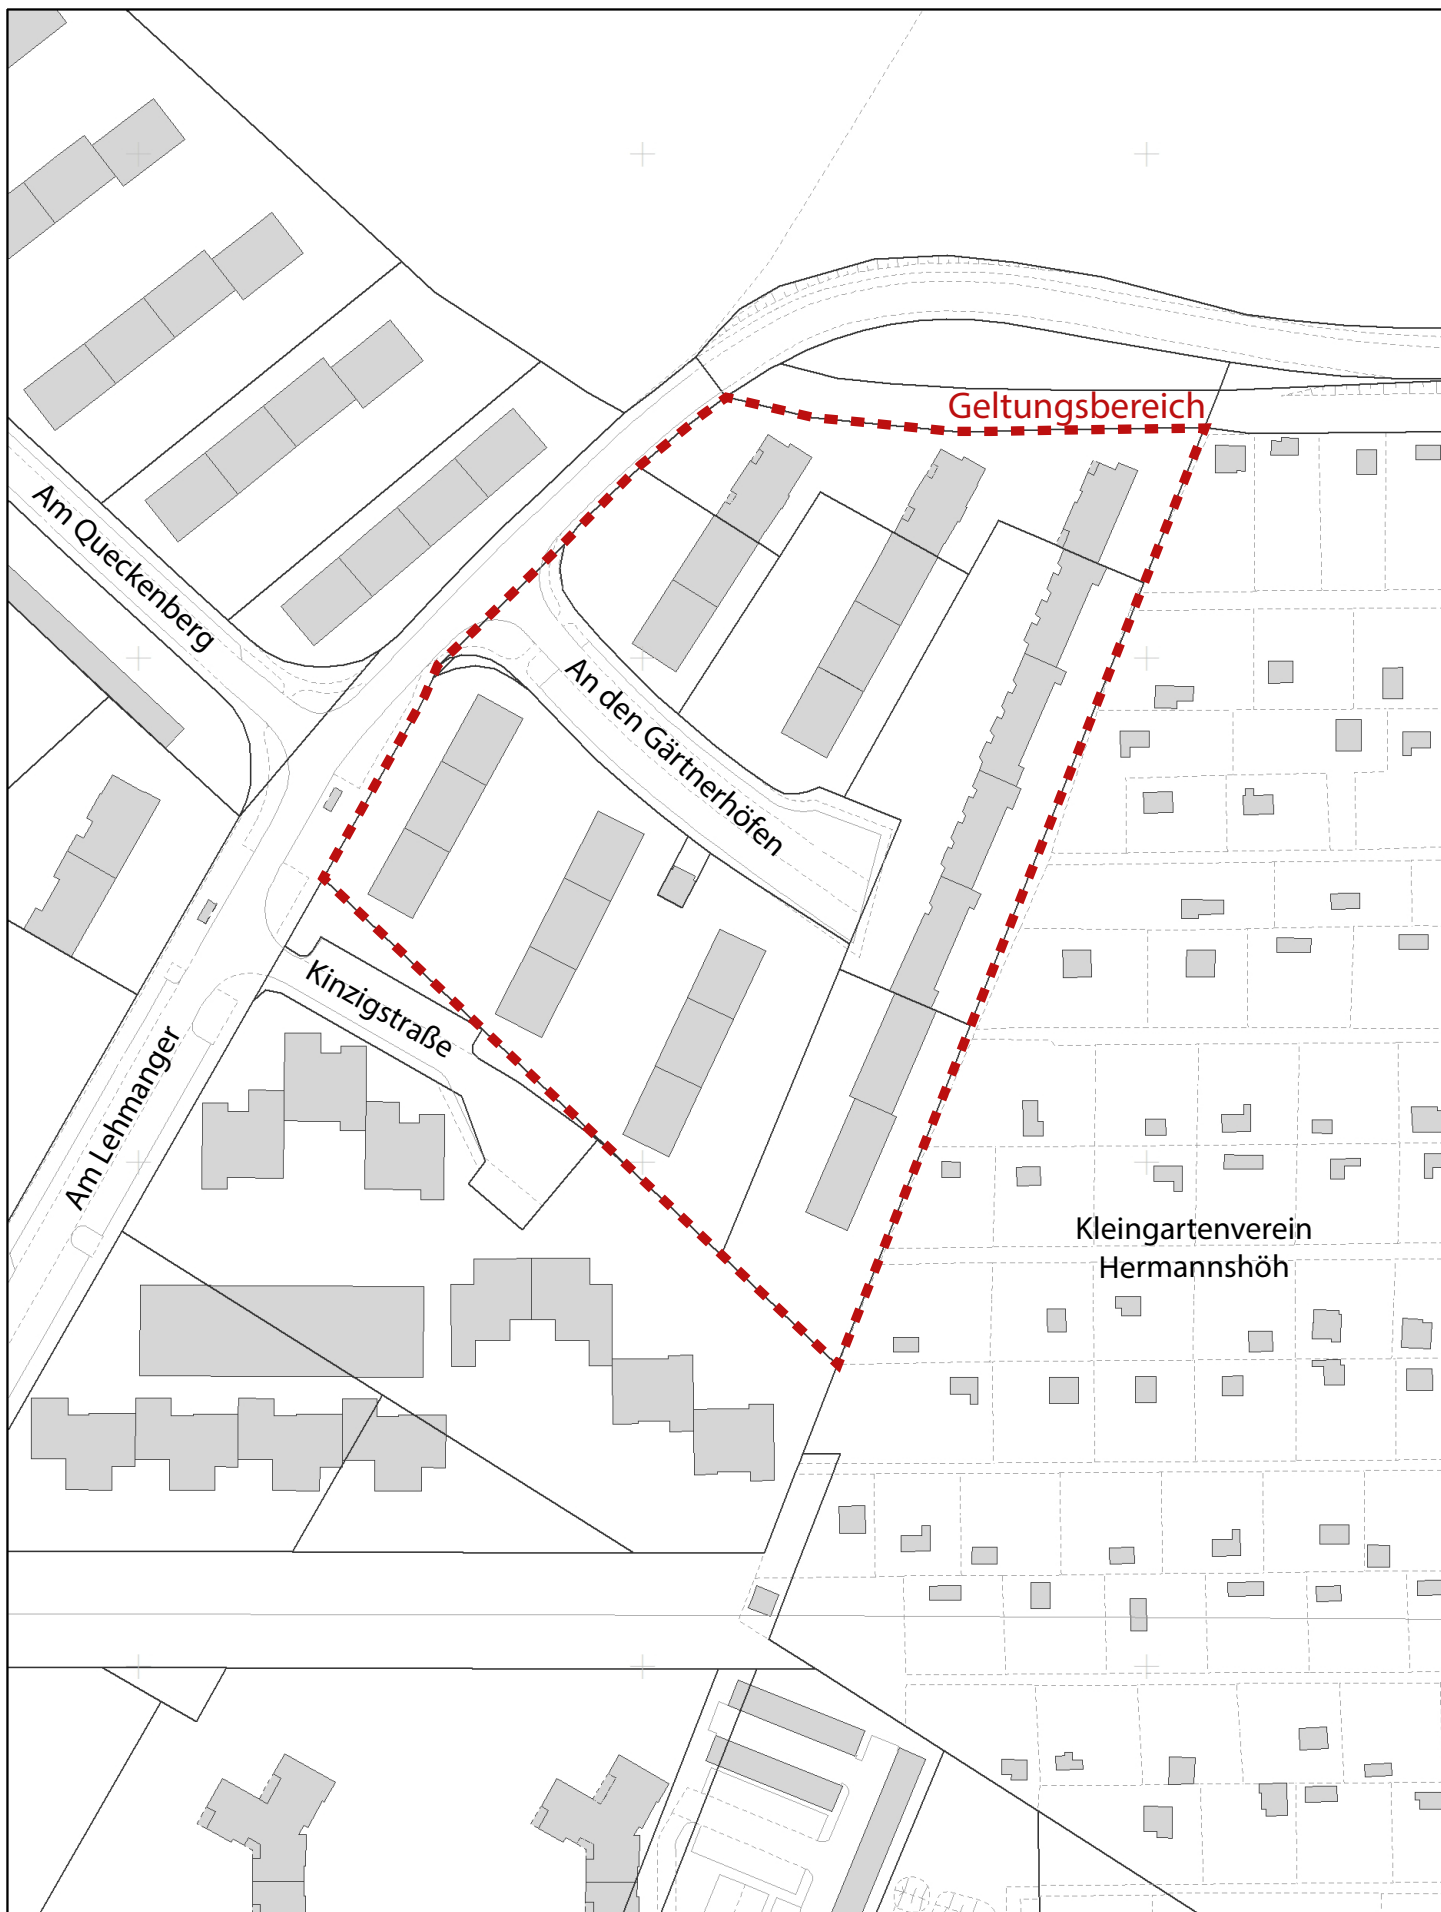 Geltungsbereich
Am Queckenberg
An den Gärtnerhöfen
Kinzigstraße
Am Lehmanger
Kleingartenverein
Hermannshöh